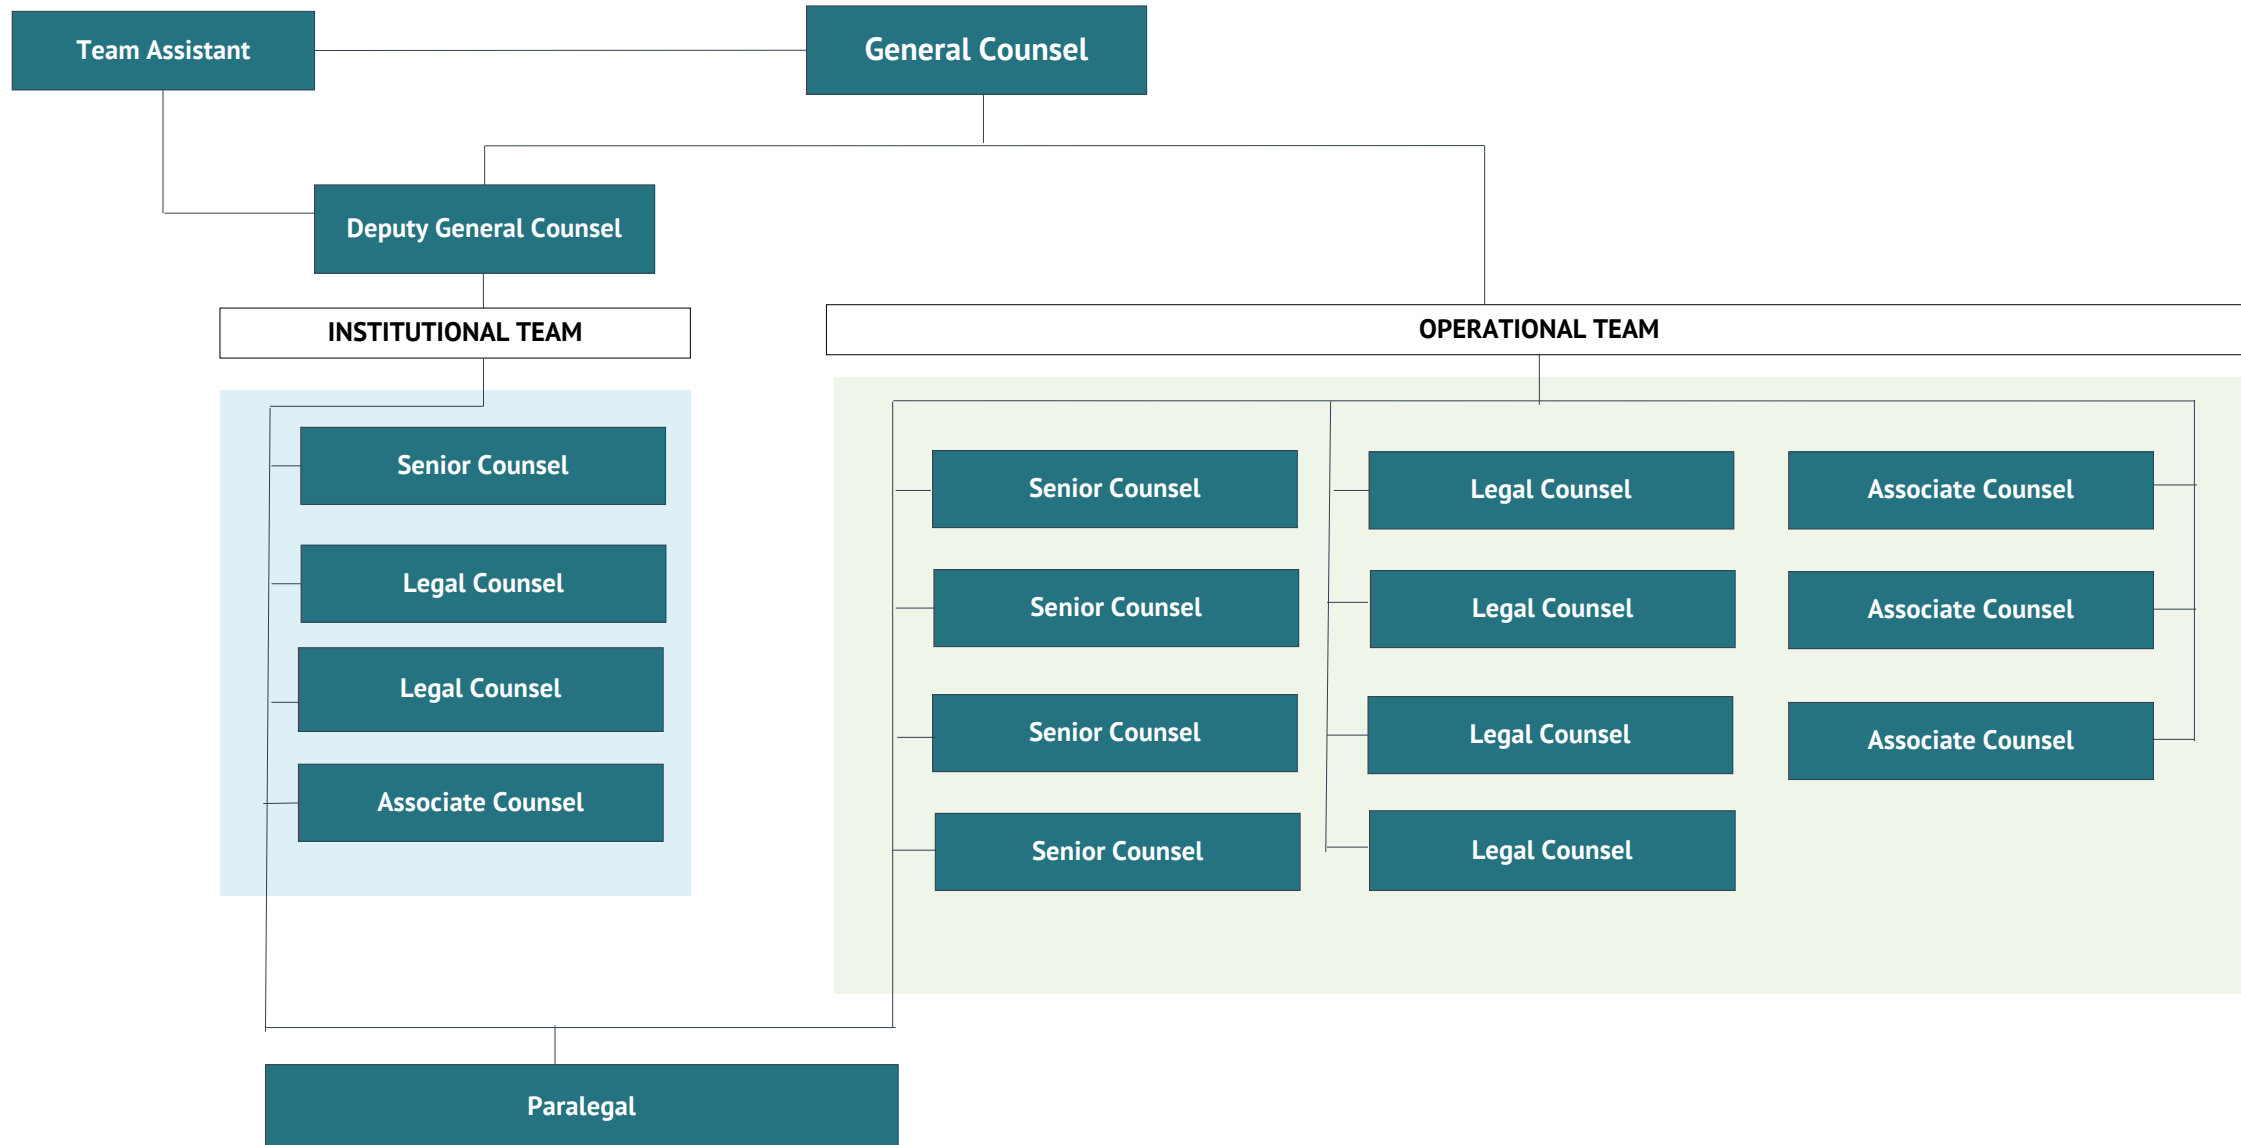 Team Assistant
General Counsel
Deputy General Counsel
INSTITUTIONAL TEAM
OPERATIONAL TEAM
Senior Counsel
Legal Counsel
Legal Counsel
Associate Counsel
Senior Counsel
Senior Counsel
Senior Counsel
Senior Counsel
Legal Counsel
Legal Counsel
Legal Counsel
Legal Counsel
Associate Counsel
Associate Counsel
Associate Counsel
Paralegal